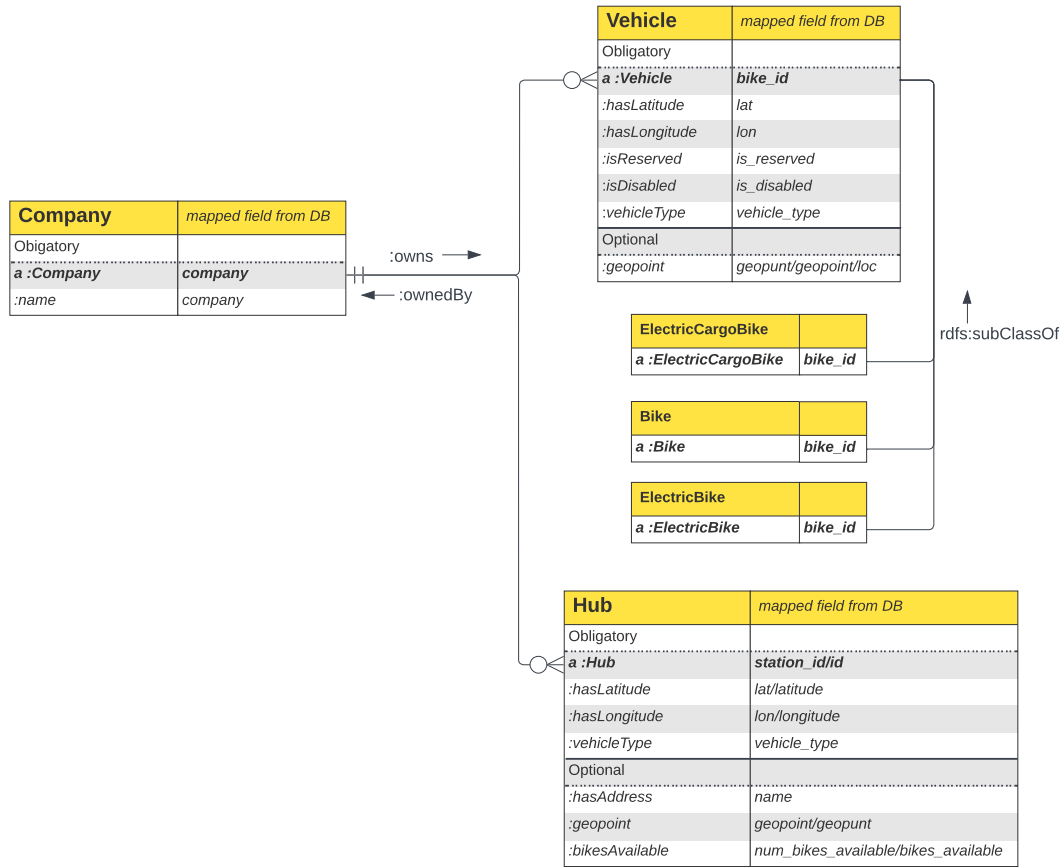 Vehicle mapped field from DB
Obligatory
a :Vehicle bike_id
:hasLatitude lat
:hasLongitude lon
:isReserved is_reserved
:isDisabled is_disabled
:vehicleType vehicle_type
Optional
:geopoint geopunt/geopoint/loc
Company mapped field from DB
Obigatory
a :Company company
:name company
:owns
:ownedBy
ElectricCargoBike
a :ElectricCargoBike bike_id
rdfs:subClassOf
Bike
a :Bike bike_id
ElectricBike
a :ElectricBike bike_id
Hub mapped field from DB
Obligatory
a :Hub station_id/id
:hasLatitude lat/latitude
:hasLongitude lon/longitude
:vehicleType vehicle_type
Optional
:hasAddress name
:geopoint geopoint/geopunt
:bikesAvailable num_bikes_available/bikes_available